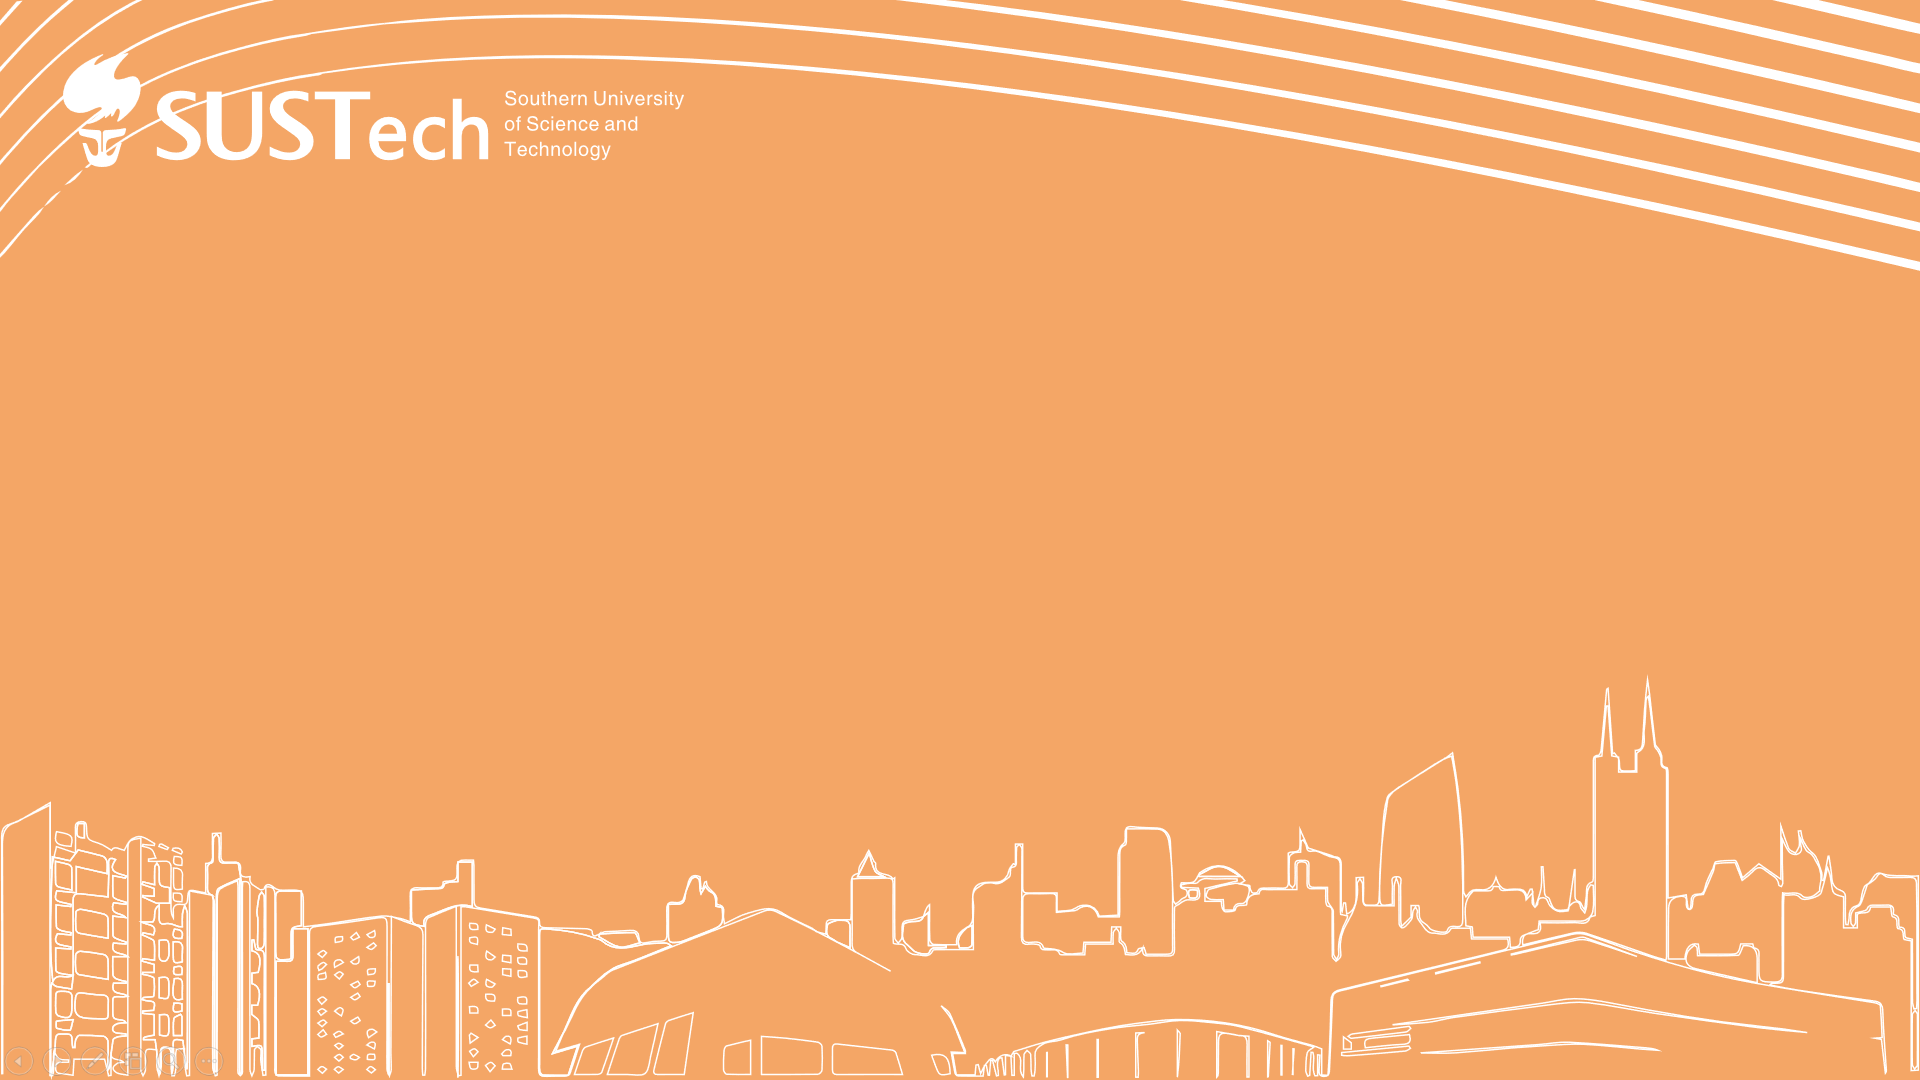 SUSTech
Southern University
of Science and
Technology